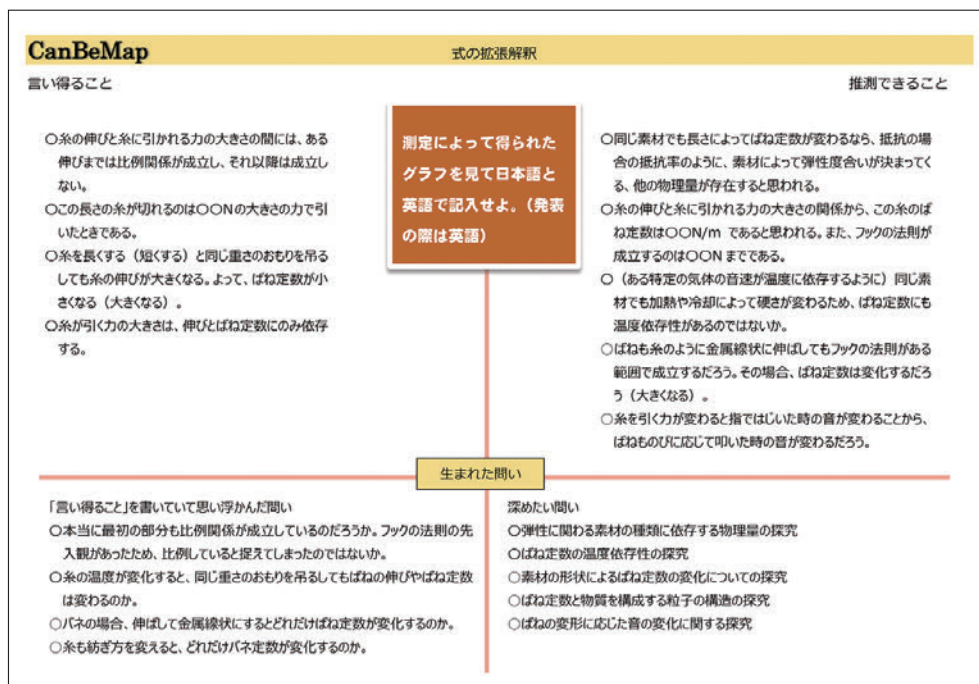 CanBeMap
式の拡張解釈
言い得ること
推測できること
〇糸の伸びと糸に引かれる力の大きさの間には、ある
伸びまでは比例関係が成立し、それ以降は成立し
ない。
〇この長さの糸が切れるのは〇〇Nの大きさの力で引
いたときである。
〇糸を長くする（短くする）と同じ重さのおもりを吊る
しても糸の伸びが大きくなる。よって、ばね定数が小
さくなる（大きくなる）。
〇糸が引く力の大きさは、伸びとばね定数にのみ依存
する。
測定によって得られた
グラフを見て日本語と
英語で記入せよ。（発表
の際は英語）
〇同じ素材でも長さによってばね定数が変わるなら、抵抗の場
合の抵抗率のように、素材によって弾性度合いが決まってく
る、他の物理量が存在すると思われる。
〇糸の伸びと糸に引かれる力の大きさの関係から、この糸のば
ね定数は〇〇N/m であると思われる。また、フックの法則が
成立するのは〇〇N までである。
〇（ある特定の気体の音速が温度に依存するように）同じ素
材でも加熱や冷却によって硬さが変わるため、ばね定数にも
温度依存性があるのではないか。
〇ばねも糸のように金属線状に伸ばしてもフックの法則がある
範囲で成立するだろう。その場合、ばね定数は変化するだろ
う（大きくなる）。
〇糸を引く力が変わると指ではじいた時の音が変わることから、
ばねものびに応じて叩いた時の音が変わるだろう。
生まれた問い
「言い得ること」を書いていて思い浮かんだ問い
〇本当に最初の部分も比例関係が成立しているのだろうか。フックの法則の先
入観があったため、比例していると捉えてしまったのではないか。
〇糸の温度が変化すると、同じ重さのおもりを吊るしてもばねの伸びやばね定数
は変わるのか。
〇バネの場合、伸ばして金属線状にするとどれだけばね定数が変化するのか。
〇糸も紡ぎ方を変えると、どれだけバネ定数が変化するのか。
深めたい問い
〇弾性に関わる素材の種類に依存する物理量の探究
〇ばね定数の温度依存性の探究
〇素材の形状によるばね定数の変化についての探究
〇ばね定数と物質を構成する粒子の構造の探究
〇ばねの変形に応じた音の変化に関する探究